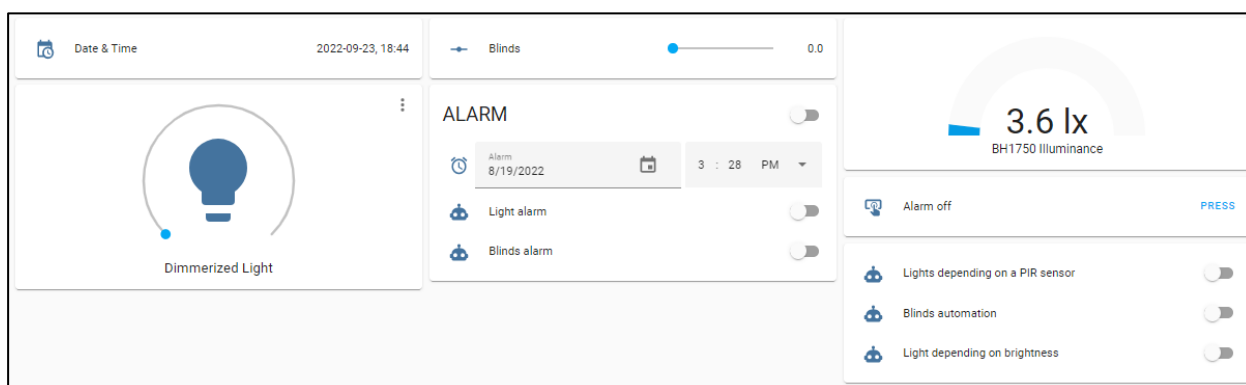 Date & Time 2022-09-23, 18:44
Dimmerized Light
Blinds 0.0
ALARM
Alarm
8/19/2022 3 : 28 PM
Light alarm
Blinds alarm
3.6 lx
BH1750 Illuminance
Alarm off PRESS
Lights depending on a PIR sensor
Blinds automation
Light depending on brightness